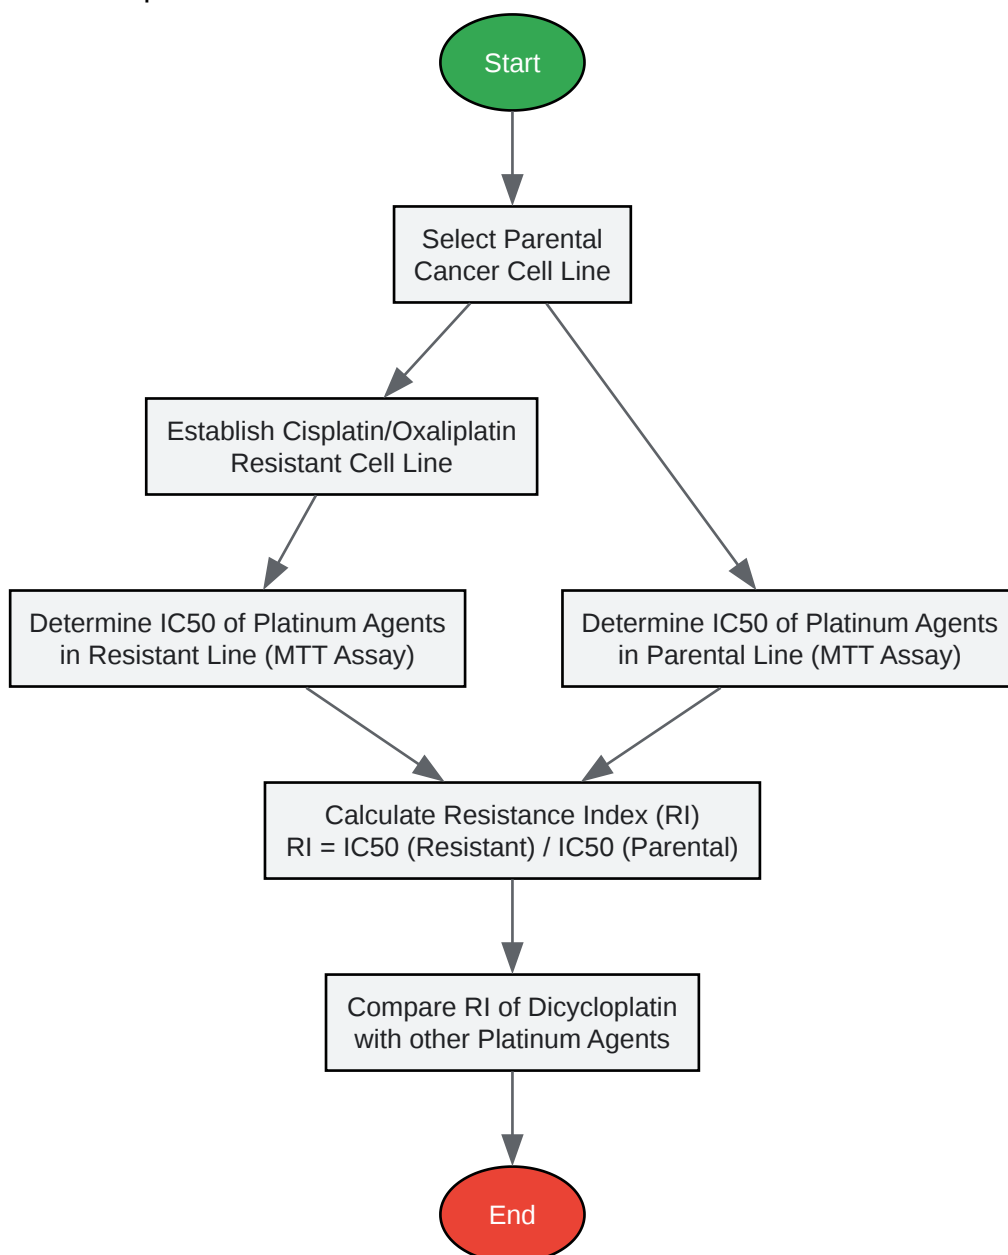 Start
Select Parental
Cancer Cell Line
Establish Cisplatin/Oxaliplatin
Resistant Cell Line
Determine IC50 of Platinum Agents
in Resistant Line (MTT Assay)
Determine IC50 of Platinum Agents
in Parental Line (MTT Assay)
Calculate Resistance Index (RI)
RI = IC50 (Resistant) / IC50 (Parental)
Compare RI of Dicycloplatin
with other Platinum Agents
End